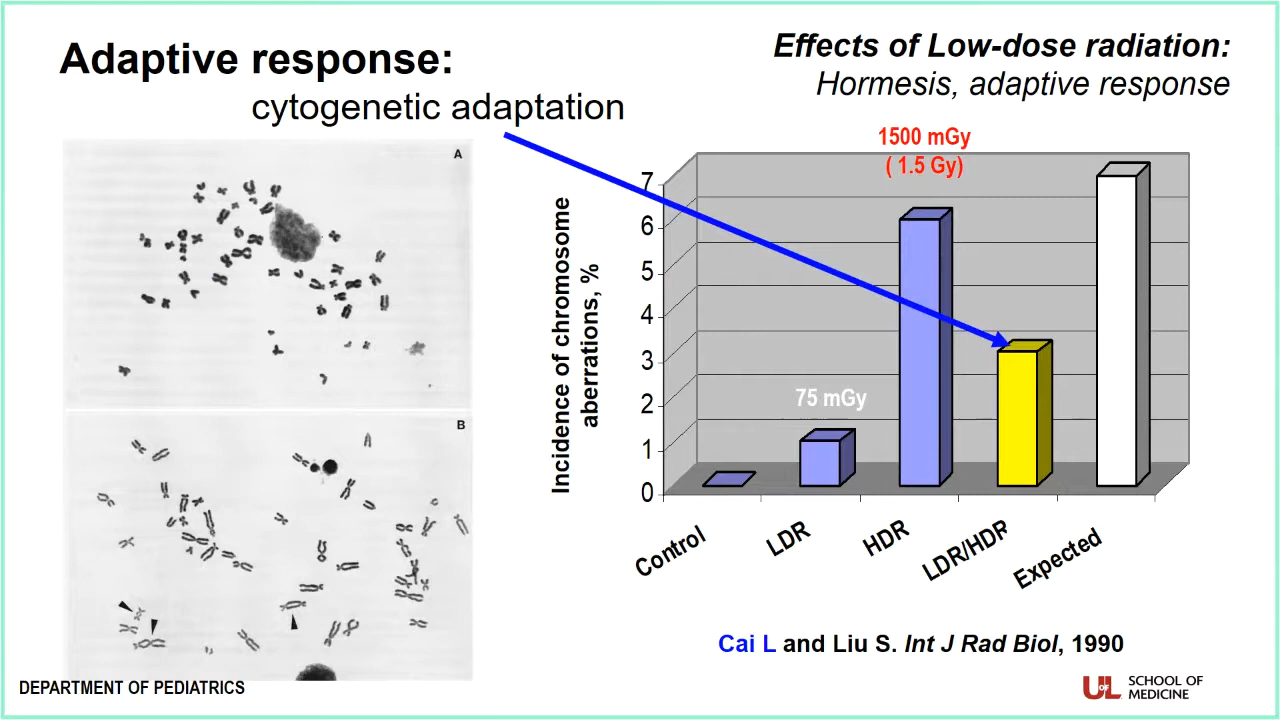 Adaptive response:
cytogenetic adaptation
Effects of Low-dose radiation:
Hormesis, adaptive response
A
B
Incidence of chromosome
aberrations, %
7
6
5
4
3
2
1
0
1500 mGy
( 1.5 Gy)
75 mGy
Control
LDR
HDR
LDR/HDR
Expected
Cai L and Liu S. Int J Rad Biol, 1990
DEPARTMENT OF PEDIATRICS
UofL
SCHOOL OF
MEDICINE